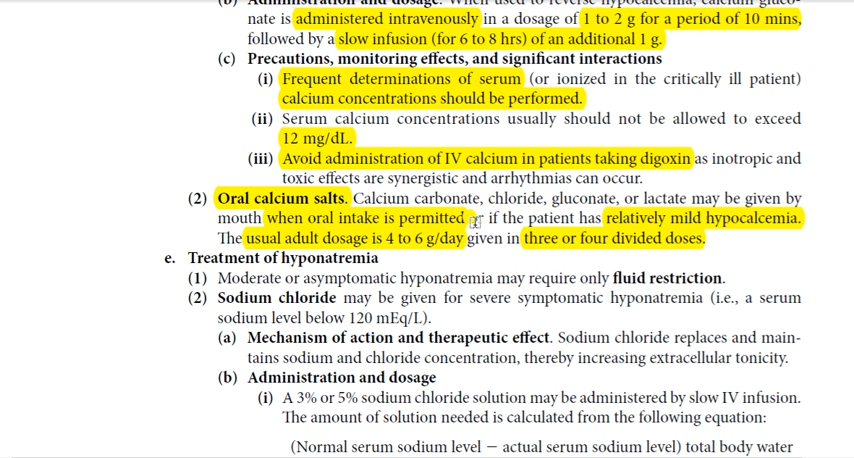 (b) Administration and dosage. When used to reverse hypocalcemia, calcium gluco-
nate is administered intravenously in a dosage of 1 to 2 g for a period of 10 mins,
followed by a slow infusion (for 6 to 8 hrs) of an additional 1 g.
(c) Precautions, monitoring effects, and significant interactions
(i) Frequent determinations of serum (or ionized in the critically ill patient)
calcium concentrations should be performed.
(ii) Serum calcium concentrations usually should not be allowed to exceed
12 mg/dL.
(iii) Avoid administration of IV calcium in patients taking digoxin as inotropic and
toxic effects are synergistic and arrhythmias can occur.
(2) Oral calcium salts. Calcium carbonate, chloride, gluconate, or lactate may be given by
mouth when oral intake is permitted if the patient has relatively mild hypocalcemia.
The usual adult dosage is 4 to 6 g/day given in three or four divided doses.
e. Treatment of hyponatremia
(1) Moderate or asymptomatic hyponatremia may require only fluid restriction.
(2) Sodium chloride may be given for severe symptomatic hyponatremia (i.e., a serum
sodium level below 120 mEq/L).
(a) Mechanism of action and therapeutic effect. Sodium chloride replaces and main-
tains sodium and chloride concentration, thereby increasing extracellular tonicity.
(b) Administration and dosage
(i) A 3% or 5% sodium chloride solution may be administered by slow IV infusion.
The amount of solution needed is calculated from the following equation:
(Normal serum sodium level − actual serum sodium level) total body water